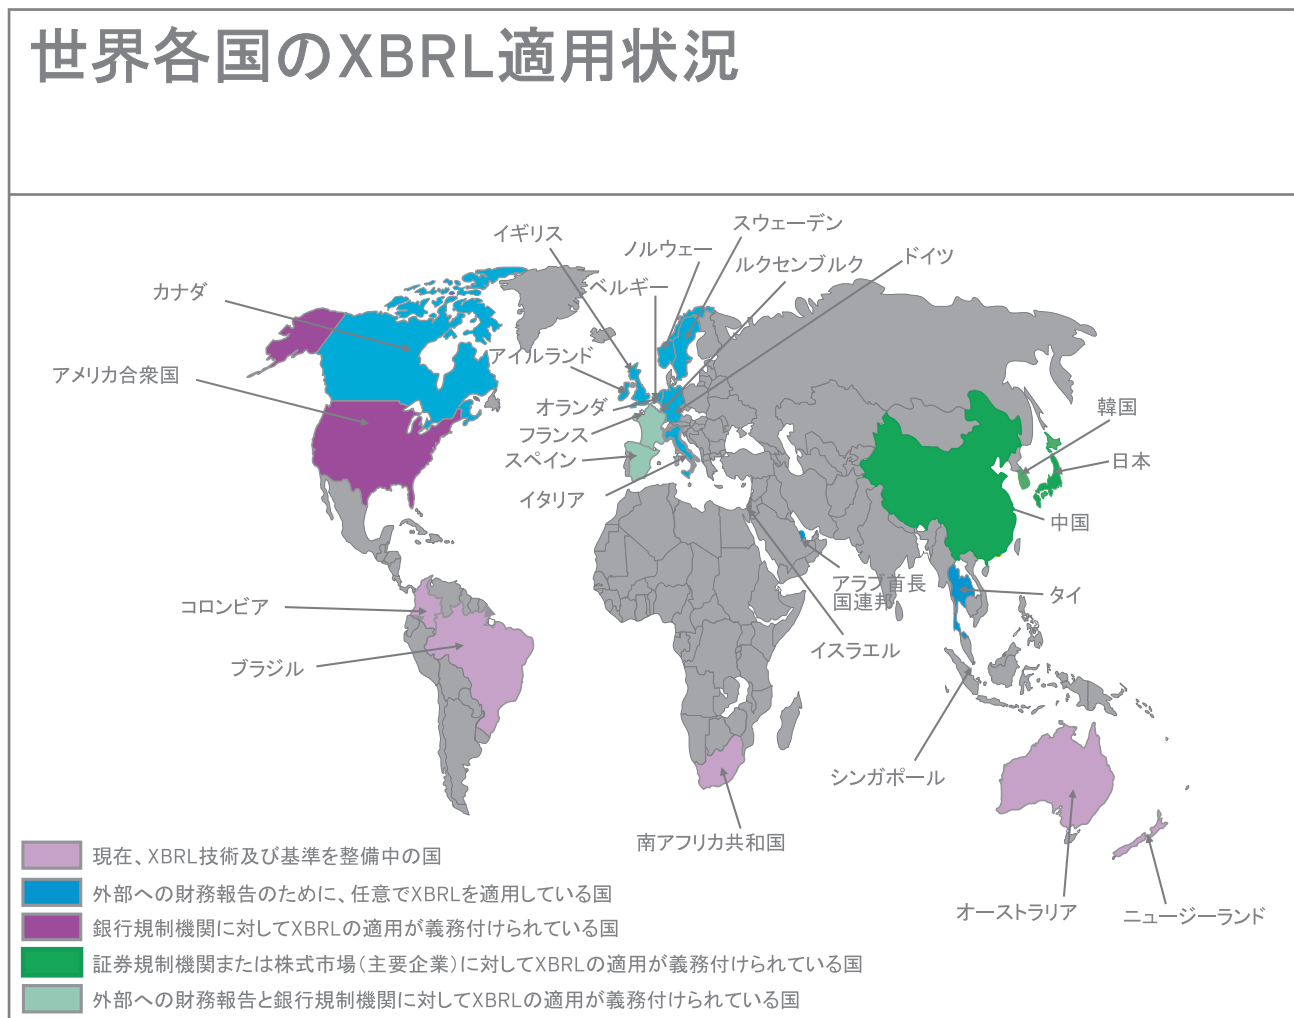 世界各国のXBRL適用状況
イギリス
ノルウェー
スウェーデン
ルクセンブルク
ドイツ
ベルギー
カナダ
アイルランド
アメリカ合衆国
オランダ
フランス
スペイン
イタリア
韓国
日本
中国
アラブ首長
国連邦
タイ
コロンビア
イスラエル
ブラジル
シンガポール
南アフリカ共和国
オーストラリア
ニュージーランド
現在、XBRL技術及び基準を整備中の国
外部への財務報告のために、任意でXBRLを適用している国
銀行規制機関に対してXBRLの適用が義務付けられている国
証券規制機関または株式市場(主要企業)に対してXBRLの適用が義務付けられている国
外部への財務報告と銀行規制機関に対してXBRLの適用が義務付けられている国